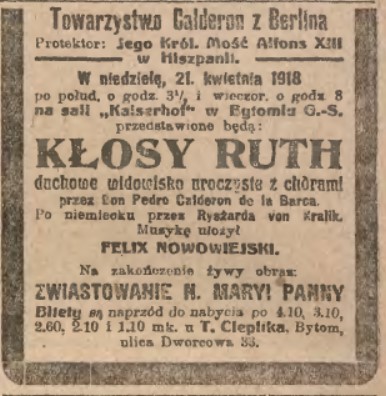 Towarzystwo Calderon z Berlina
Protektor: Jego Król. Mość Alfons XIII
w Hiszpanii.
W niedzielę, 21. kwietnia 1918
po połud. o godz. 3½ i wieczor. o godz 8
na sali „Kaiserhof" w Bytomiu G.-S.
przedstawione będą:
KŁOSY RUTH
duchowe widowisko uroczyste z chórami
przez Don Pedro Calderon de la Barca.
Po niemiecku przez Ryszarda von Kralik.
Muzykę ułożył
FELIX NOWOWIEJSKI.
Na zakończenie żywy obraz:
ZWIASTOWANIE N. MARYI PANNY
Bilety są naprzód do nabycia po 4.10, 3.10,
2.60, 2.10 i 1.10 mk. u T. Cieplika, Bytom,
ulica Dworcowa 33.